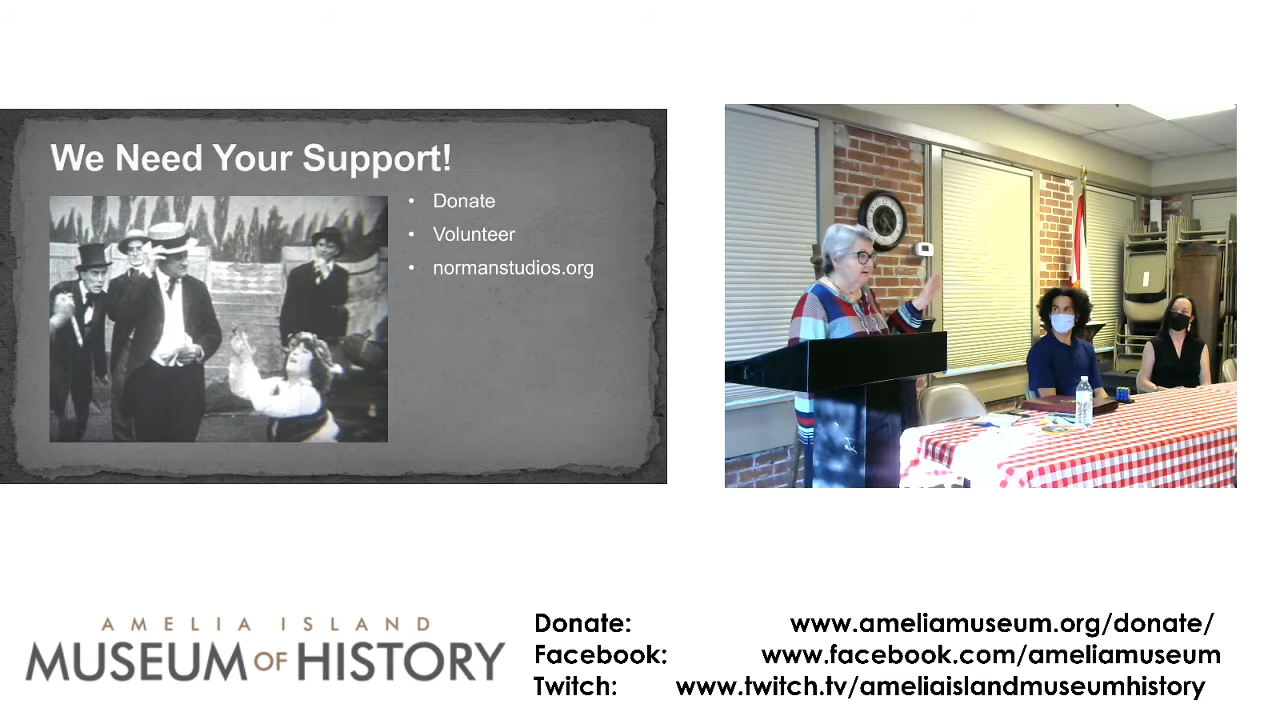 We Need Your Support!
• Donate
• Volunteer
• normanstudios.org
AMELIA ISLAND
MUSEUM OF HISTORY
Donate: www.ameliamuseum.org/donate/
Facebook: www.facebook.com/ameliamuseum
Twitch: www.twitch.tv/ameliaislandmuseumhistory